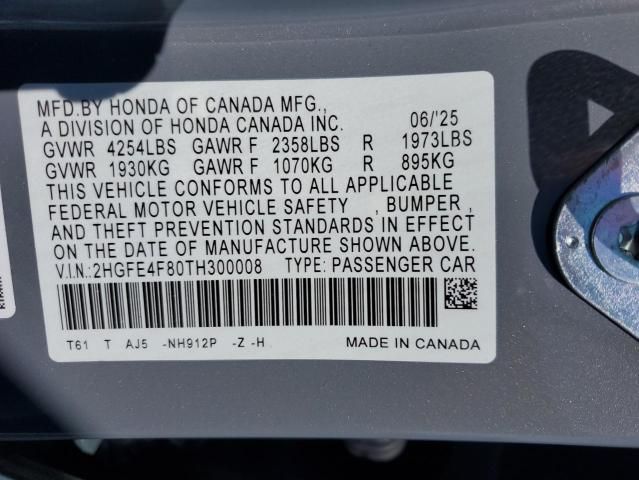 MFD.BY HONDA OF CANADA MFG.,
A DIVISION OF HONDA CANADA INC. 06/'25
GVWR 4254LBS GAWR F 2358LBS R 1973LBS
GVWR 1930KG GAWR F 1070KG R 895KG
THIS VEHICLE CONFORMS TO ALL APPLICABLE
FEDERAL MOTOR VEHICLE SAFETY , BUMPER ,
AND THEFT PREVENTION STANDARDS IN EFFECT
ON THE DATE OF MANUFACTURE SHOWN ABOVE.
V.I.N.:2HGFE4F80TH300008 TYPE: PASSENGER CAR
T61 T AJ5 -NH912P -Z -H MADE IN CANADA